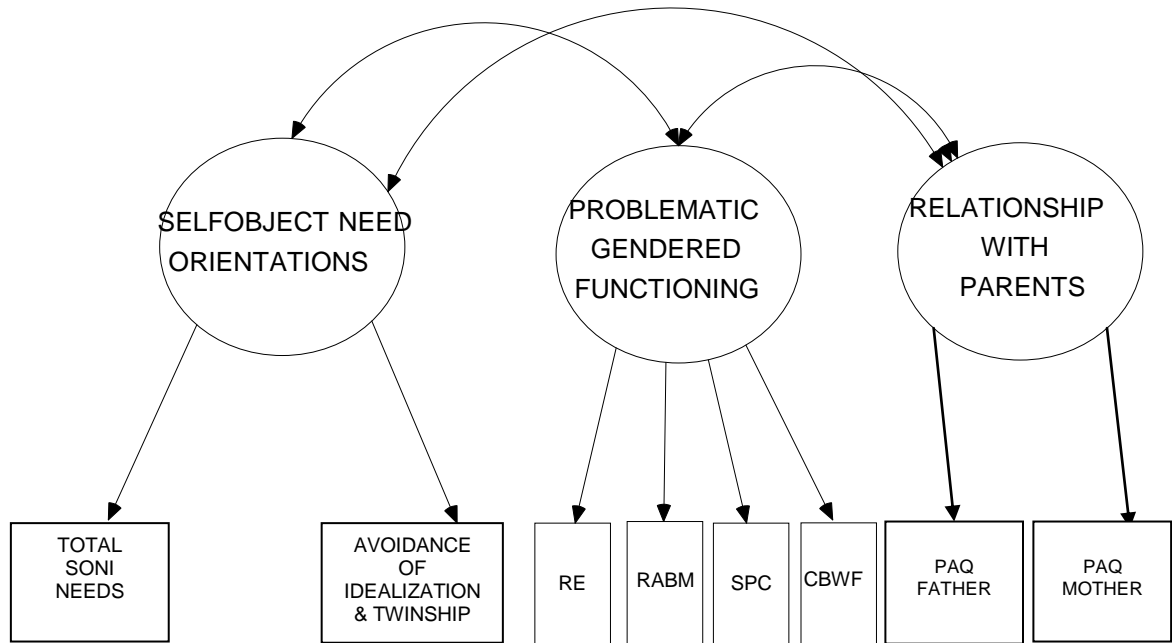 SELFOBJECT NEED
ORIENTATIONS
PROBLEMATIC
GENDERED
FUNCTIONING
RELATIONSHIP
WITH
PARENTS
TOTAL
SONI
NEEDS
AVOIDANCE
OF
IDEALIZATION
& TWINSHIP
RE
RABM
SPC
CBWF
PAQ
FATHER
PAQ
MOTHER